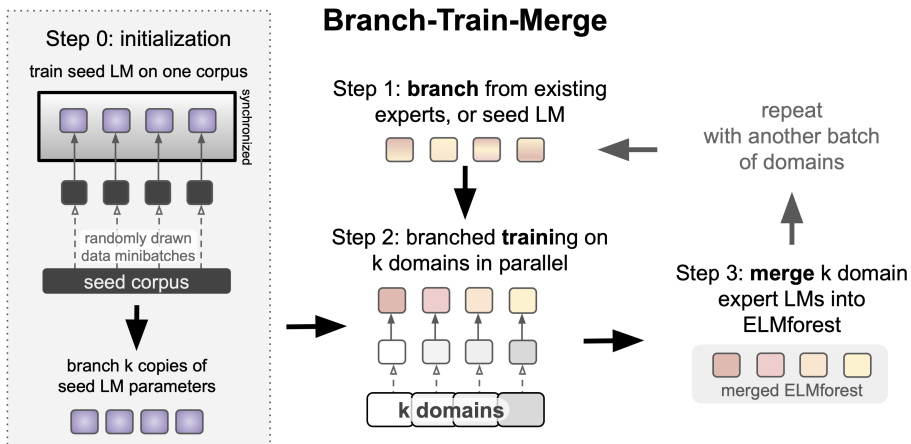 Branch-Train-Merge
Step 0: initialization
train seed LM on one corpus
synchronized
randomly drawn
data minibatches
seed corpus
branch k copies of
seed LM parameters
Step 1: branch from existing
experts, or seed LM
Step 2: branched training on
k domains in parallel
k domains
Step 3: merge k domain
expert LMs into
ELMforest
merged ELMforest
repeat
with another batch
of domains